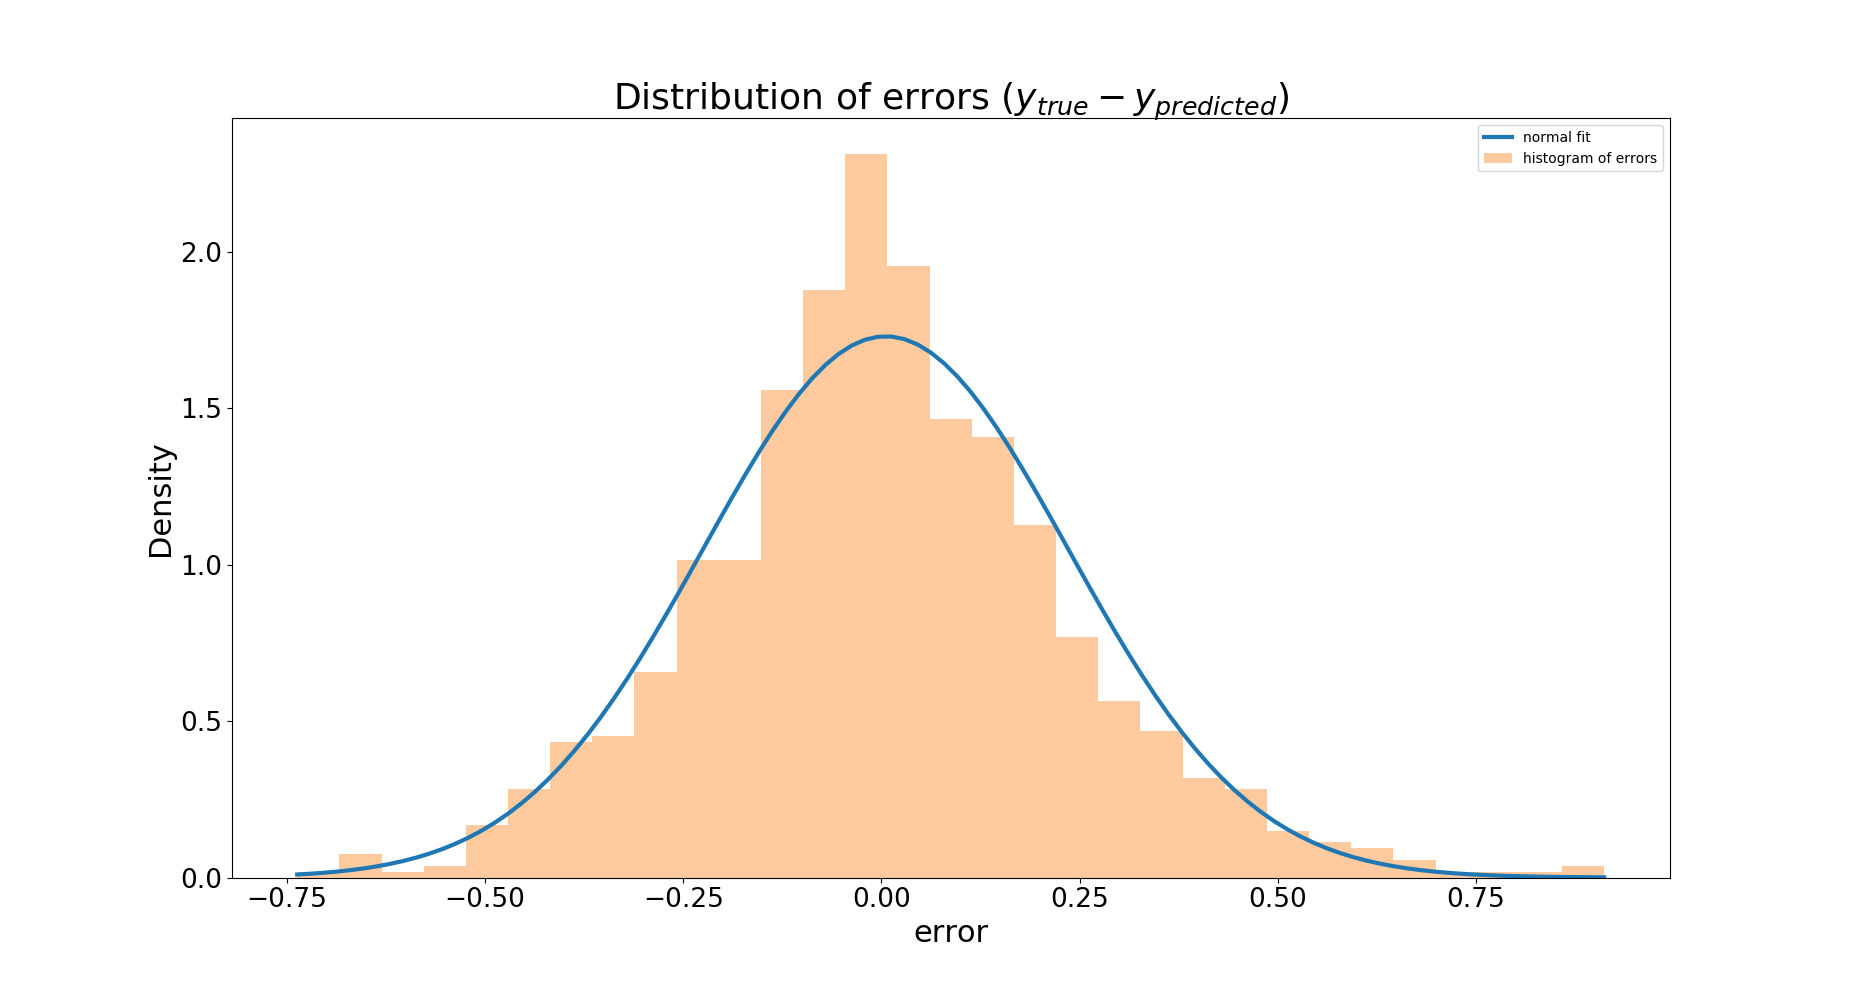 Distribution of errors (y_true − y_predicted)
normal fit
histogram of errors
2.0
1.5
1.0
0.5
0.0
Density
−0.75 −0.50 −0.25 0.00 0.25 0.50 0.75
error